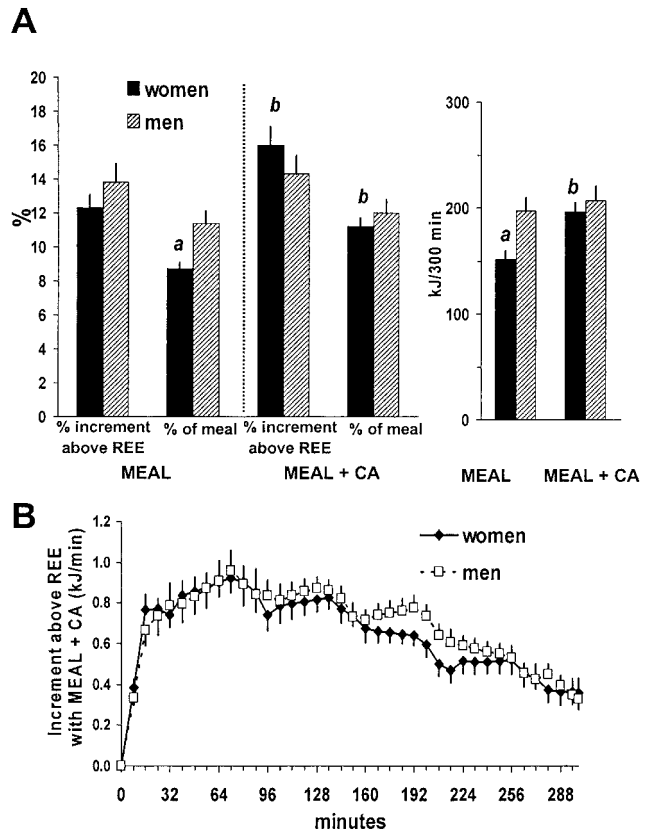 A
20
18
16
14
12
10
8
6
4
2
0
%
women
men
a
b
b
% increment
above REE
% of meal
% increment
above REE
% of meal
MEAL
MEAL + CA
300
200
100
0
kJ/300 min
a
b
MEAL
MEAL + CA
B
1.2
1.0
0.8
0.6
0.4
0.2
0.0
Increment above REE
with MEAL + CA (kJ/min)
women
men
0 32 64 96 128 160 192 224 256 288
minutes